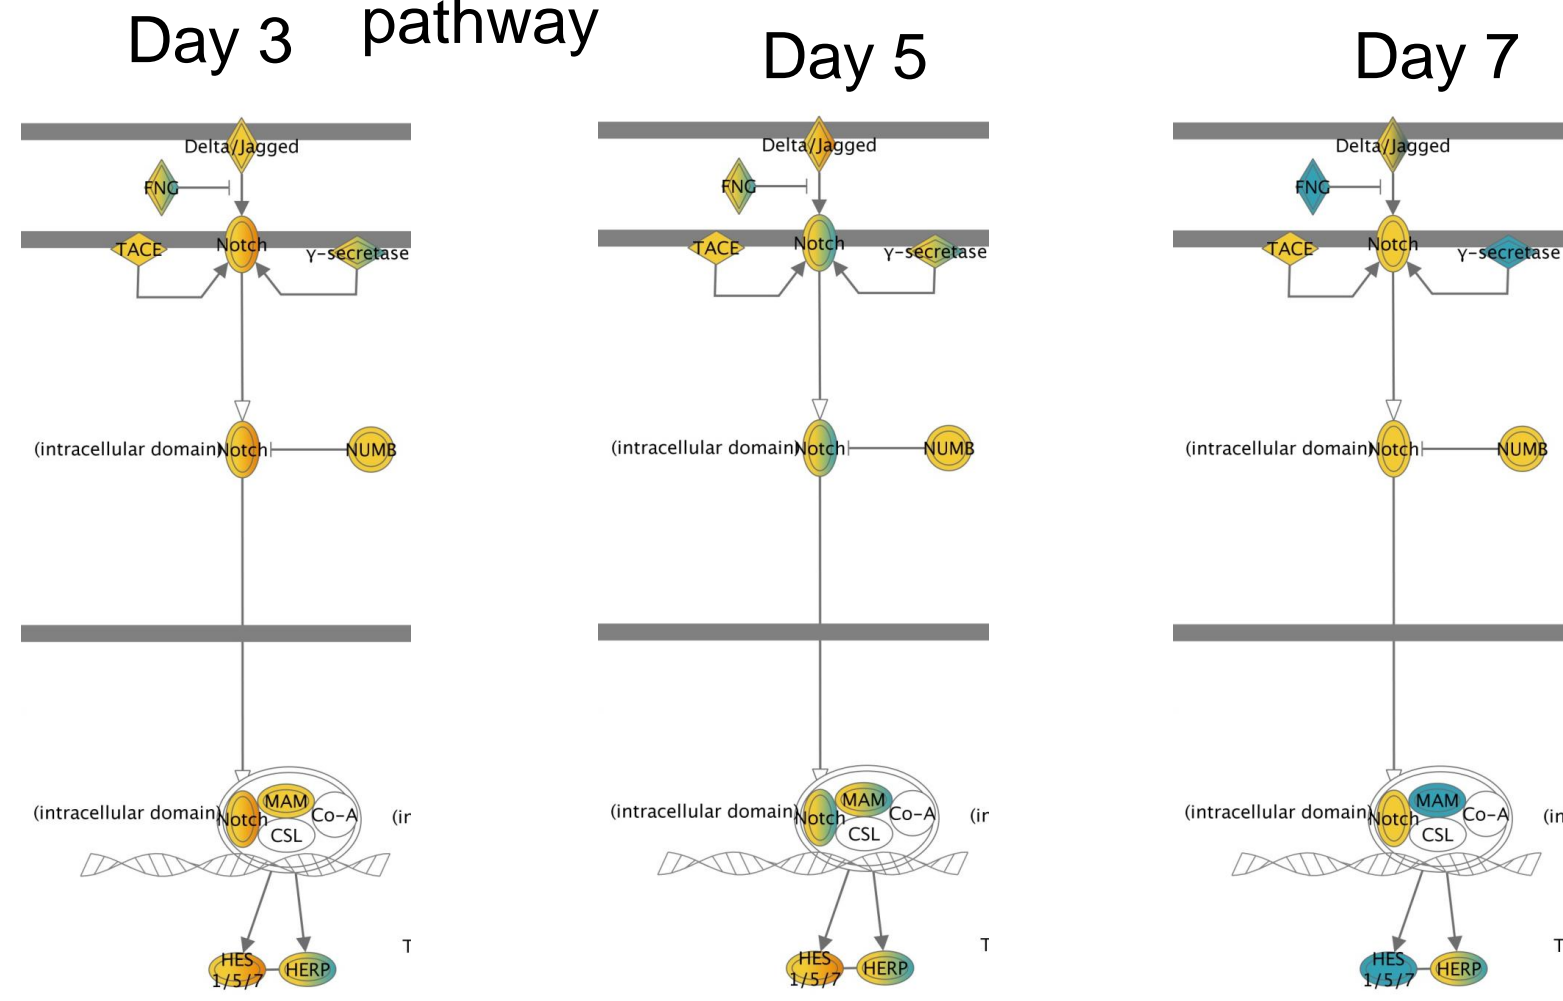 pathway
Day 3
Delta/Jagged
FNG
TACE
Notch
γ-secretase
(intracellular domain)
Notch
NUMB
(intracellular domain)
Notch
MAM
Co-A
CSL
(in
T
HES
1/5/7
HERP
Day 5
Delta/Jagged
FNG
TACE
Notch
γ-secretase
(intracellular domain)
Notch
NUMB
(intracellular domain)
Notch
MAM
Co-A
CSL
(in
T
HES
1/5/7
HERP
Day 7
Delta/Jagged
FNG
TACE
Notch
γ-secretase
(intracellular domain)
Notch
NUMB
(intracellular domain)
Notch
MAM
Co-A
CSL
(in
T
HES
1/5/7
HERP